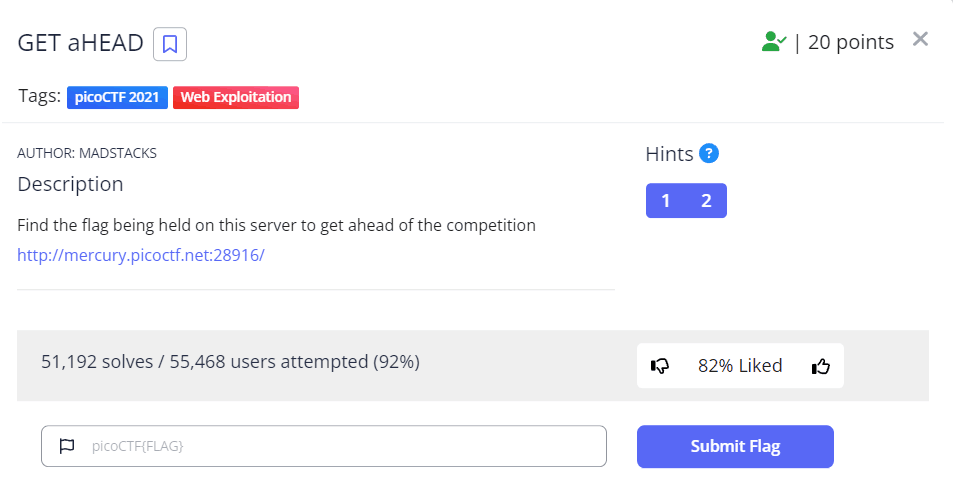 GET aHEAD
| 20 points ×
Tags: picoCTF 2021 Web Exploitation
AUTHOR: MADSTACKS
Description
Find the flag being held on this server to get ahead of the competition
http://mercury.picoctf.net:28916/
Hints ?
1 2
51,192 solves / 55,468 users attempted (92%)
82% Liked
picoCTF{FLAG}
Submit Flag